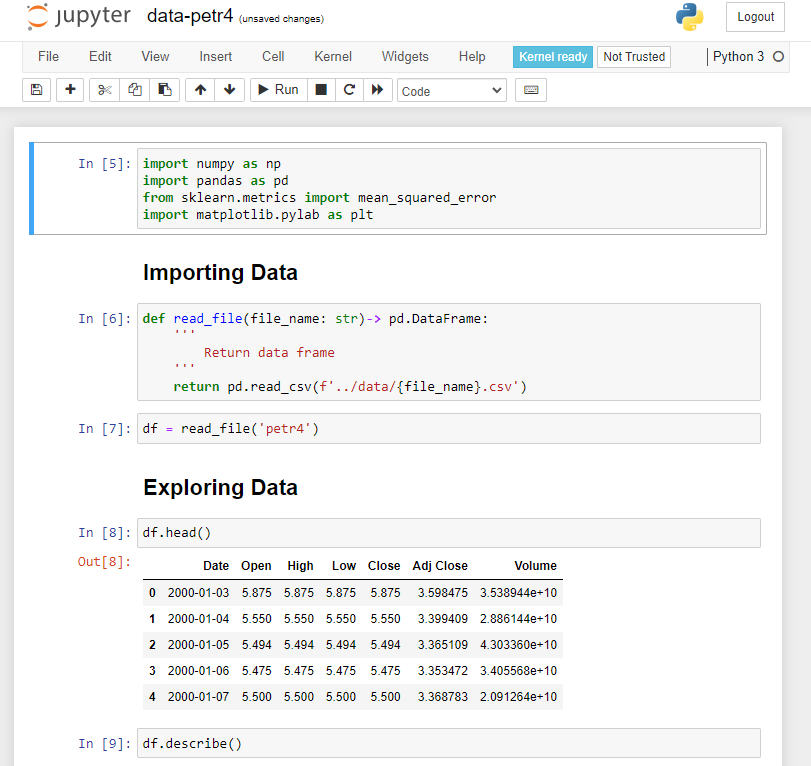 jupyter data-petr4 (unsaved changes) Logout
File Edit View Insert Cell Kernel Widgets Help Kernel ready Not Trusted Python 3
Run Code
In [5]: import numpy as np
import pandas as pd
from sklearn.metrics import mean_squared_error
import matplotlib.pylab as plt
Importing Data
In [6]: def read_file(file_name: str)-> pd.DataFrame:
'''
Return data frame
'''
return pd.read_csv(f'../data/{file_name}.csv')
In [7]: df = read_file('petr4')
Exploring Data
In [8]: df.head()
Out[8]:
Date Open High Low Close Adj Close Volume
0 2000-01-03 5.875 5.875 5.875 5.875 3.598475 3.538944e+10
1 2000-01-04 5.550 5.550 5.550 5.550 3.399409 2.886144e+10
2 2000-01-05 5.494 5.494 5.494 5.494 3.365109 4.303360e+10
3 2000-01-06 5.475 5.475 5.475 5.475 3.353472 3.405568e+10
4 2000-01-07 5.500 5.500 5.500 5.500 3.368783 2.091264e+10
In [9]: df.describe()